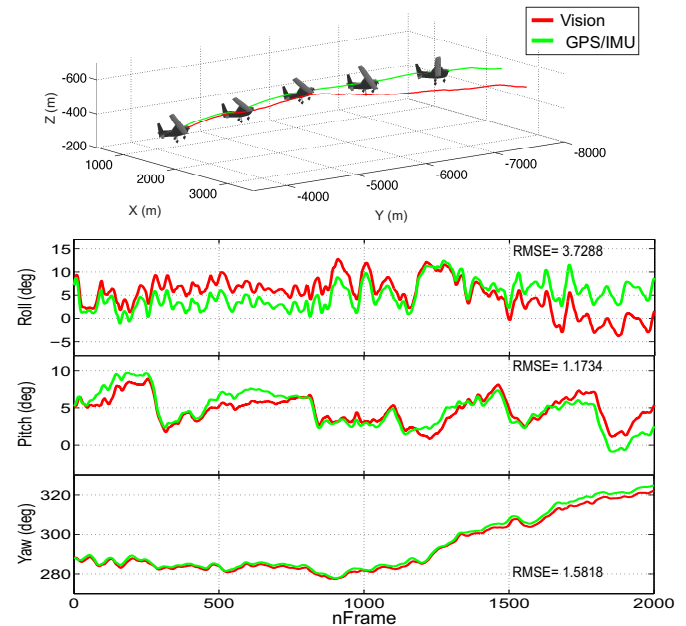 Vision
GPS/IMU
Z (m)
-600
-400
-200
1000
2000
3000
X (m)
-4000
-5000
-6000
-7000
-8000
Y (m)
Roll (deg)
15
10
5
0
-5
RMSE= 3.7288
Pitch (deg)
10
5
0
RMSE= 1.1734
Yaw (deg)
320
300
280
RMSE= 1.5818
0
500
1000
1500
2000
nFrame